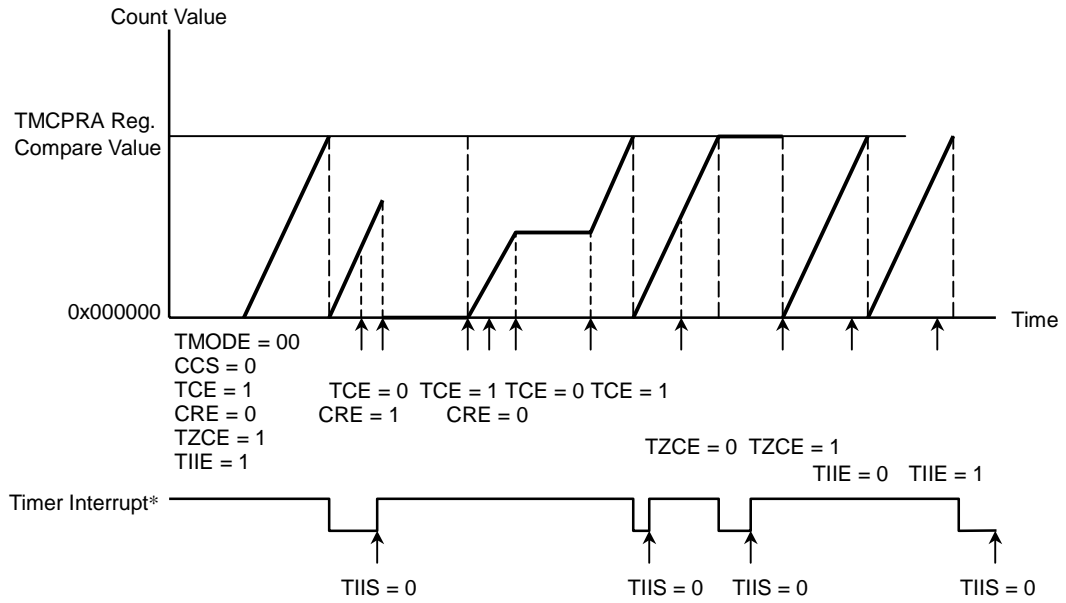 Count Value
TMCPRA Reg.
Compare Value
0x000000
Time
TMODE = 00
CCS = 0
TCE = 1
CRE = 0
TZCE = 1
TIIE = 1
TCE = 0 TCE = 1 TCE = 0 TCE = 1
CRE = 1 CRE = 0
TZCE = 0 TZCE = 1
TIIE = 0 TIIE = 1
Timer Interrupt*
TIIS = 0 TIIS = 0 TIIS = 0 TIIS = 0